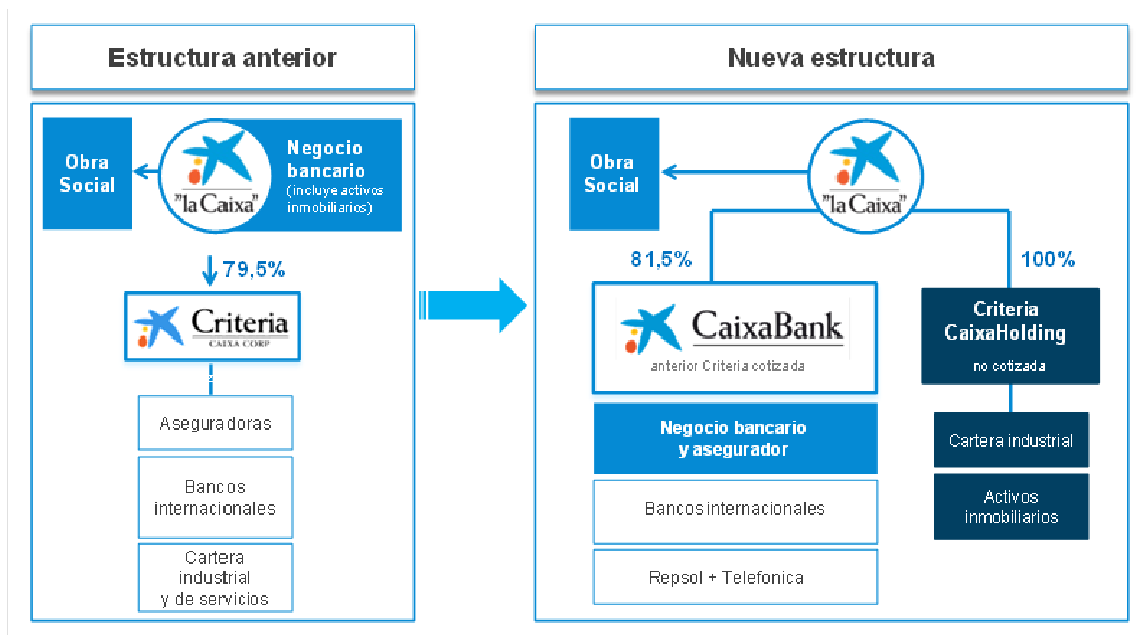 Estructura anterior
Obra
Social
"la Caixa"
Negocio
bancario
(incluye activos
inmobiliarios)
79,5%
Criteria
CAIXA CORP
Aseguradoras
Bancos
internacionales
Cartera
industrial
y de servicios
Nueva estructura
Obra
Social
"la Caixa"
81,5%
100%
CaixaBank
anterior Criteria cotizada
Negocio bancario
y asegurador
Bancos internacionales
Repsol + Telefonica
Criteria
CaixaHolding
no cotizada
Cartera industrial
Activos
inmobiliarios